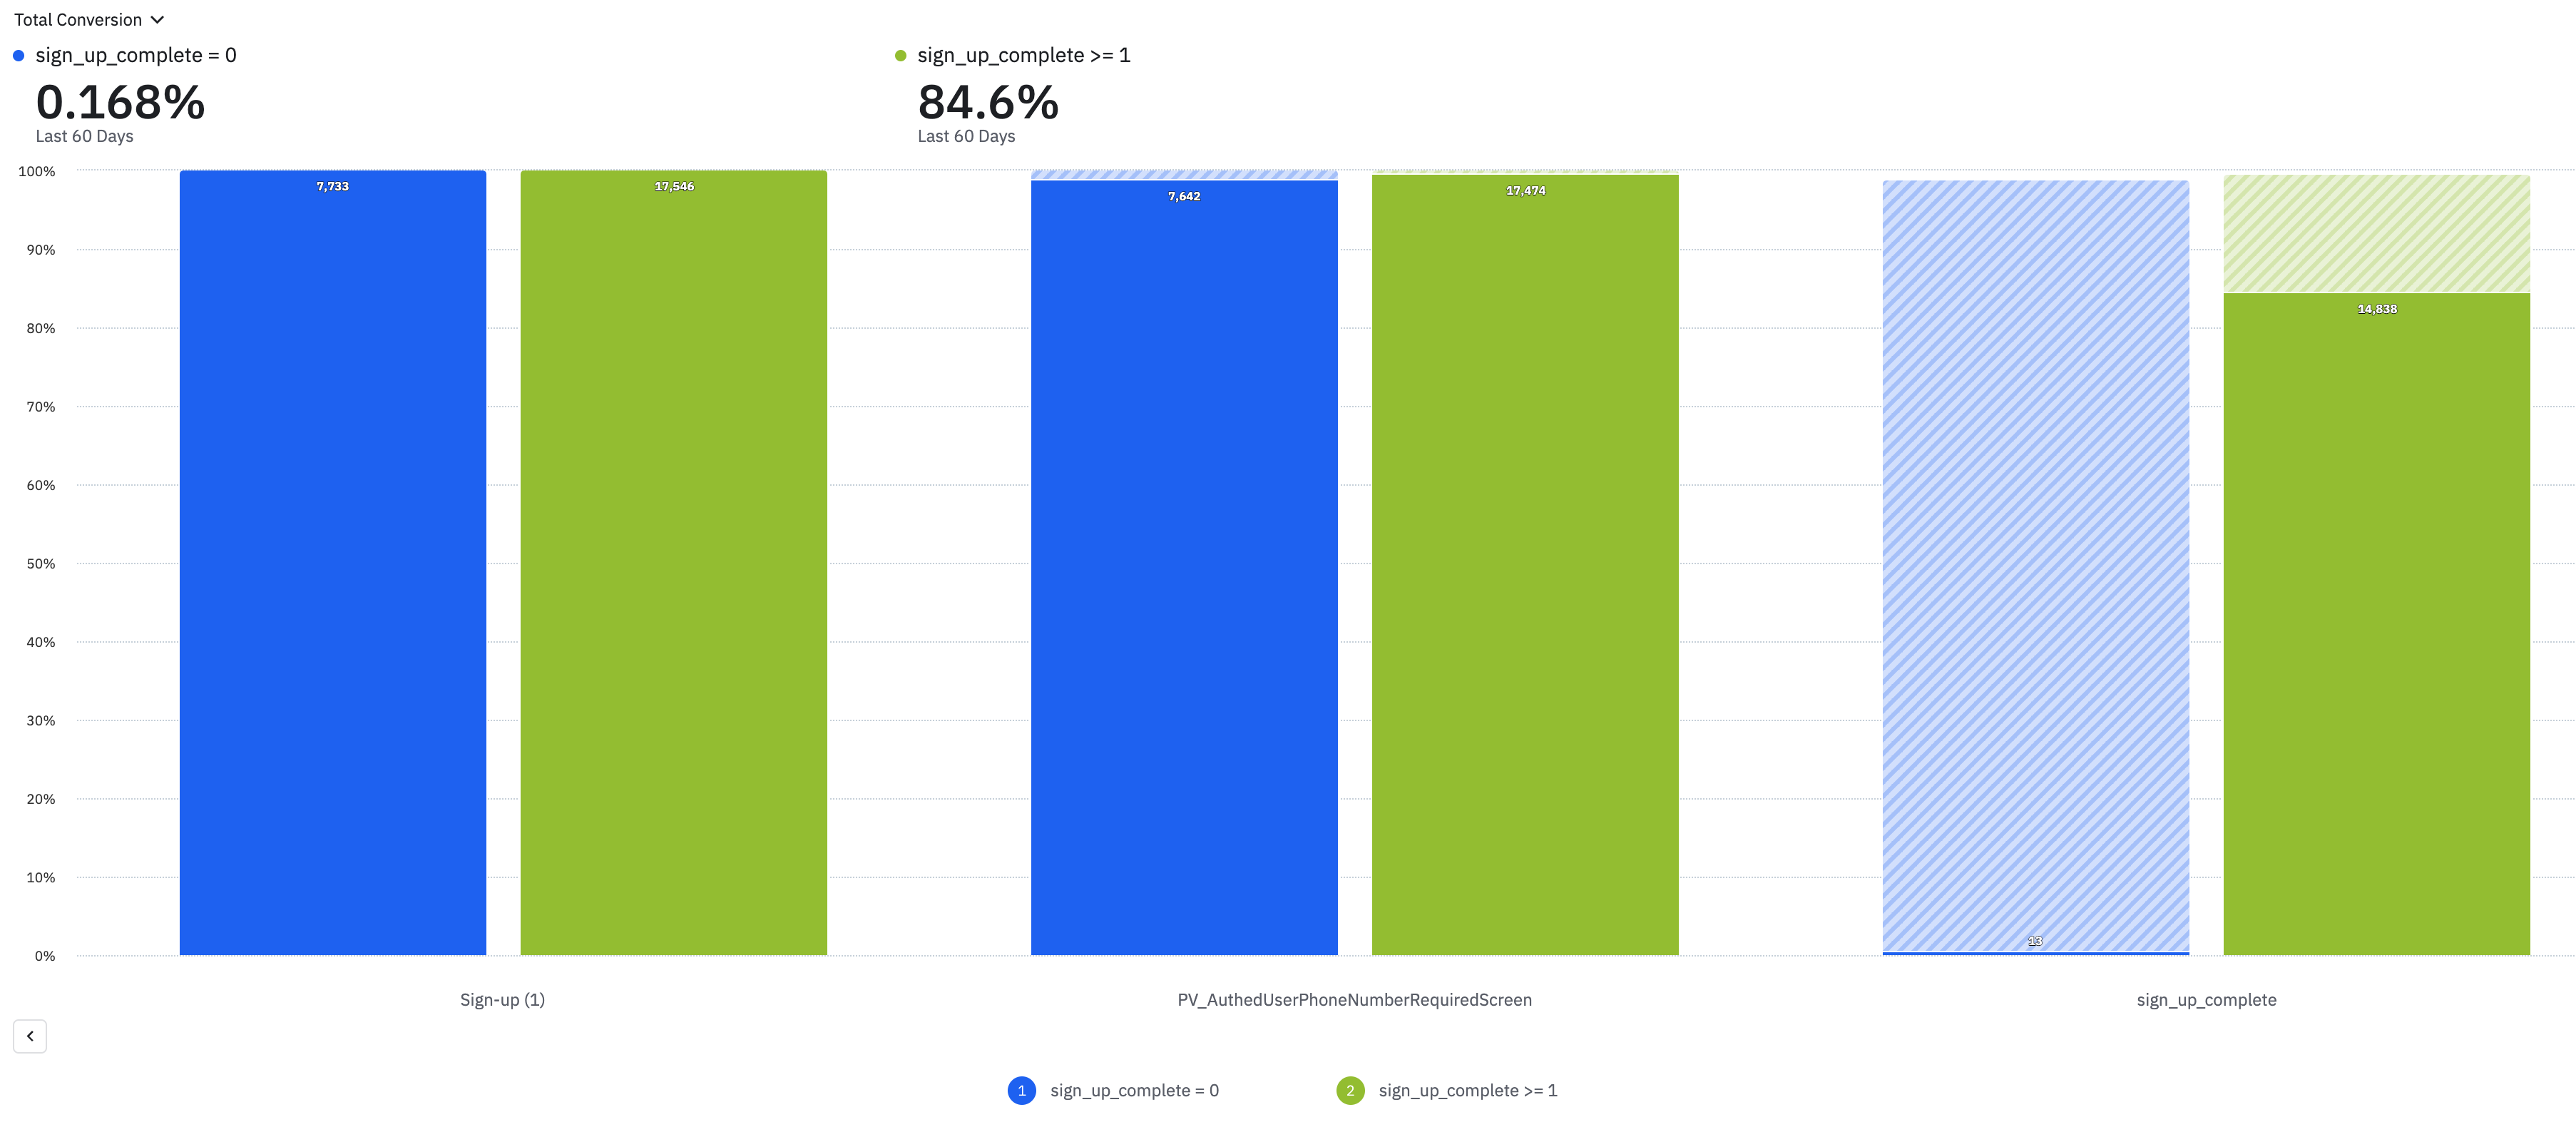 Total Conversion
sign_up_complete = 0
0.168%
Last 60 Days
sign_up_complete >= 1
84.6%
Last 60 Days
100%
90%
80%
70%
60%
50%
40%
30%
20%
10%
0%
7,733
17,546
7,642
17,474
13
14,838
Sign-up (1)
PV_AuthedUserPhoneNumberRequiredScreen
sign_up_complete
1 sign_up_complete = 0
2 sign_up_complete >= 1